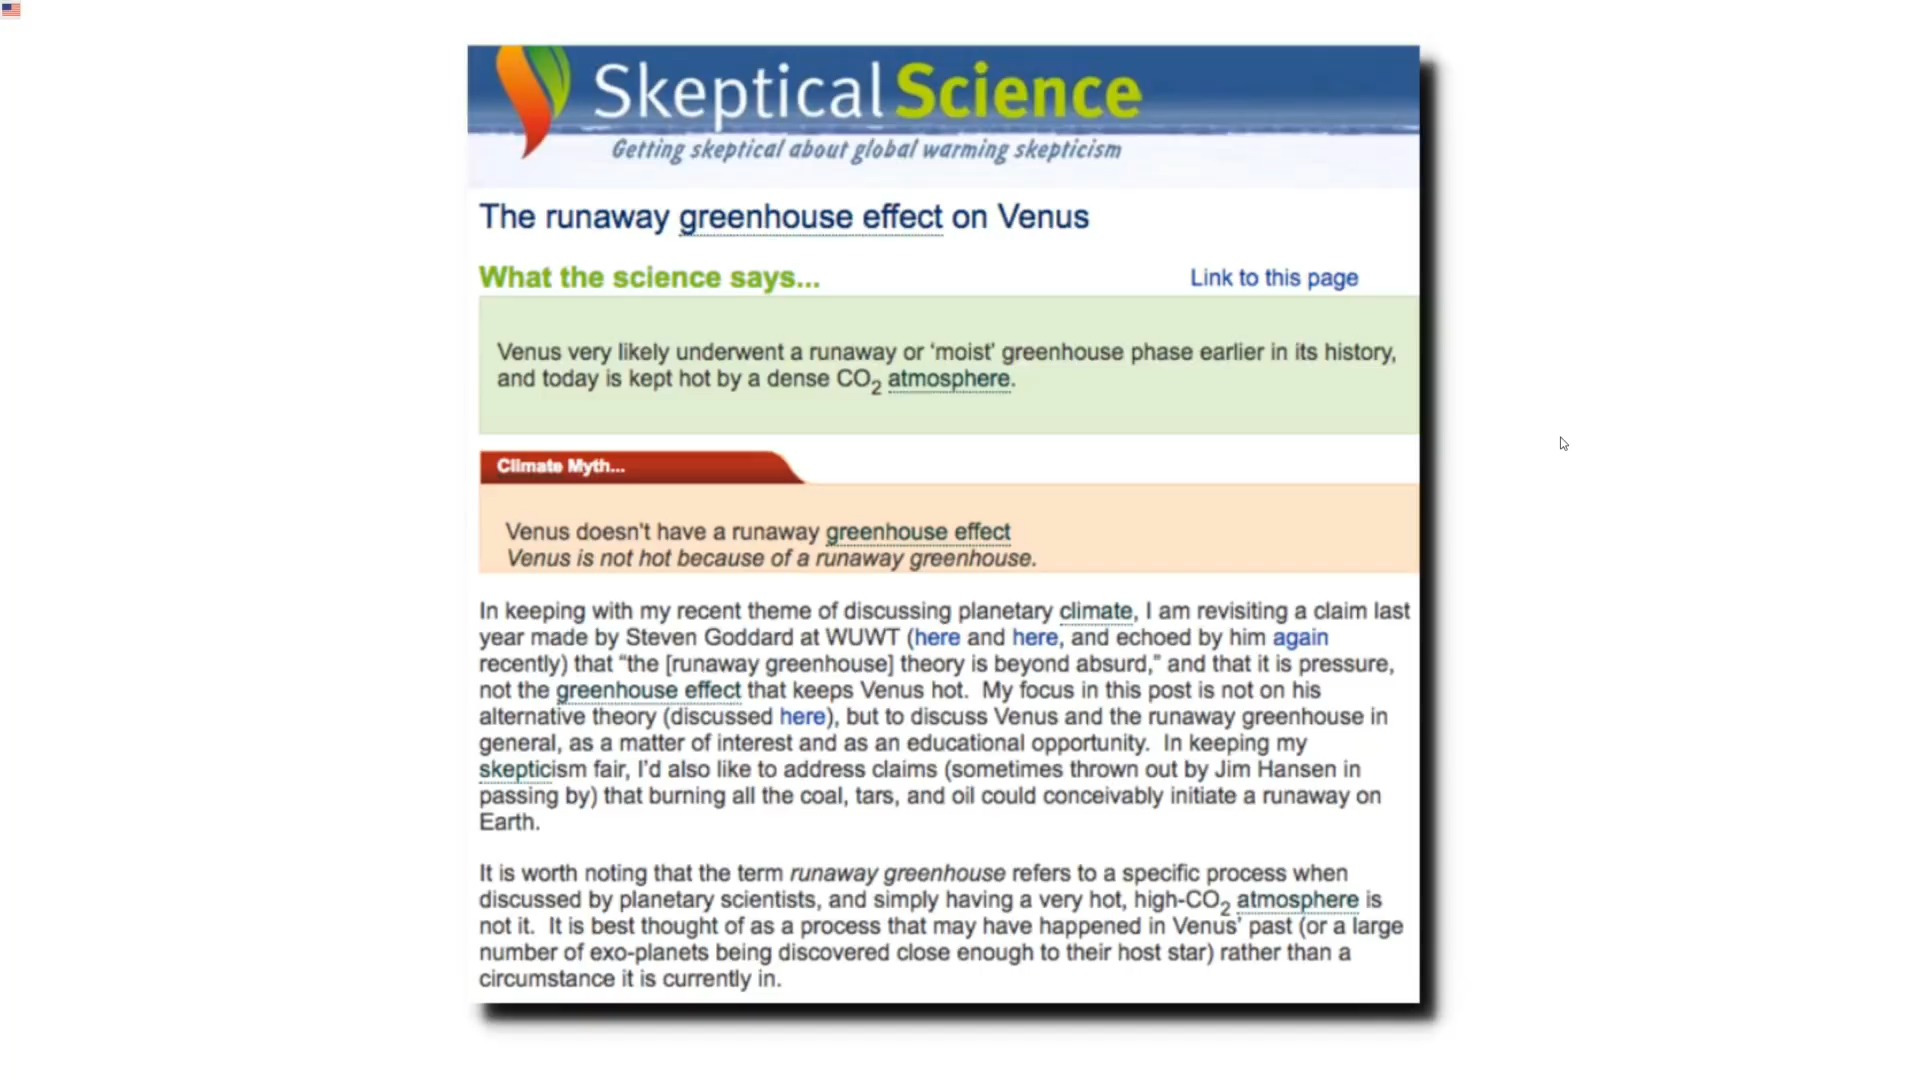 Skeptical Science
Getting skeptical about global warming skepticism
The runaway greenhouse effect on Venus
What the science says...
Link to this page
Venus very likely underwent a runaway or ‘moist’ greenhouse phase earlier in its history,
and today is kept hot by a dense CO₂ atmosphere.
Climate Myth...
Venus doesn't have a runaway greenhouse effect
Venus is not hot because of a runaway greenhouse.
In keeping with my recent theme of discussing planetary climate, I am revisiting a claim last
year made by Steven Goddard at WUWT (here and here, and echoed by him again
recently) that “the [runaway greenhouse] theory is beyond absurd,” and that it is pressure,
not the greenhouse effect that keeps Venus hot.  My focus in this post is not on his
alternative theory (discussed here), but to discuss Venus and the runaway greenhouse in
general, as a matter of interest and as an educational opportunity.  In keeping my
skepticism fair, I’d also like to address claims (sometimes thrown out by Jim Hansen in
passing by) that burning all the coal, tars, and oil could conceivably initiate a runaway on
Earth.
It is worth noting that the term runaway greenhouse refers to a specific process when
discussed by planetary scientists, and simply having a very hot, high-CO₂ atmosphere is
not it.  It is best thought of as a process that may have happened in Venus’ past (or a large
number of exo-planets being discovered close enough to their host star) rather than a
circumstance it is currently in.